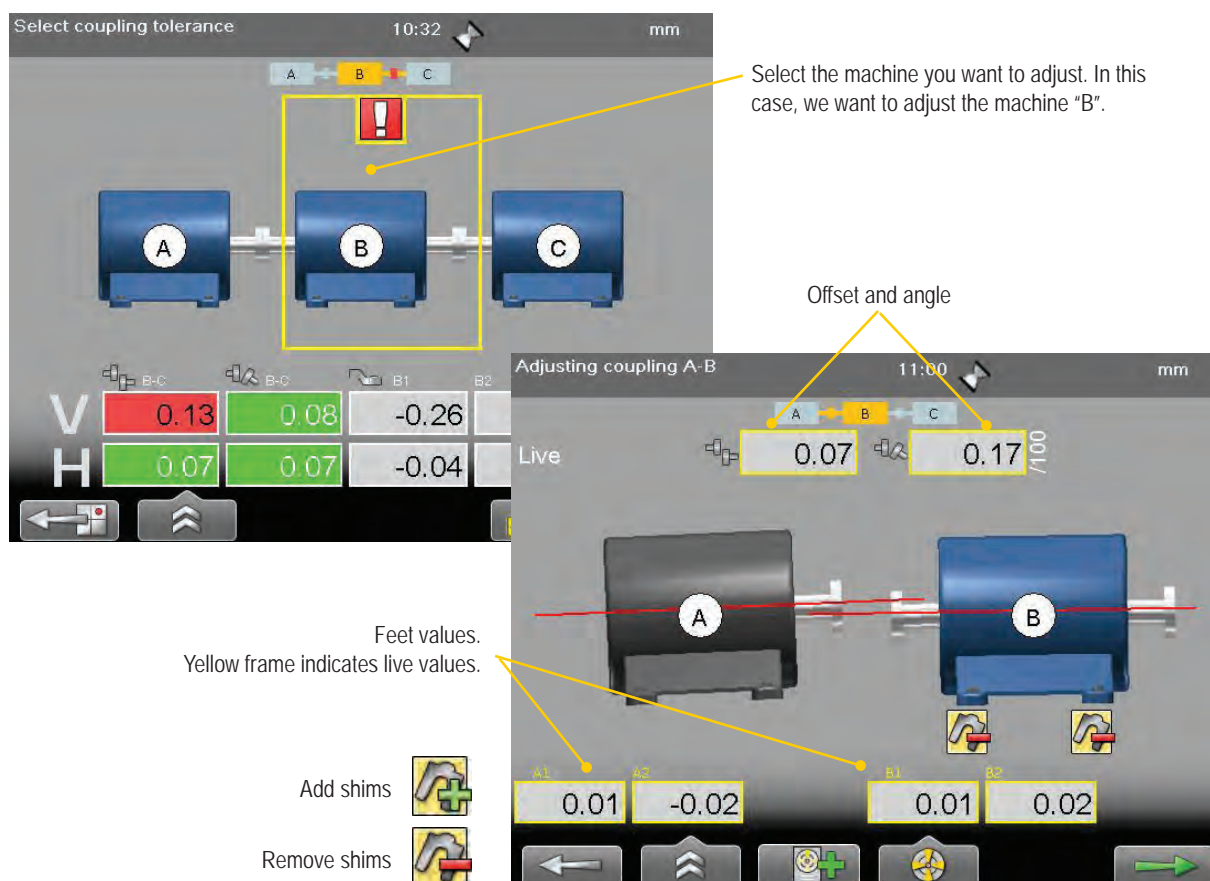 Select coupling tolerance 10:32 mm
A B C
Select the machine you want to adjust. In this
case, we want to adjust the machine “B”.
A B C
B-C B-C B1 B2
V 0.13 0.08 -0.26
H 0.07 0.07 -0.04
Offset and angle
Adjusting coupling A-B 11:00 mm
A B C
Live 0.07 0.17 /100
A B
Feet values.
Yellow frame indicates live values.
A1 A2 B1 B2
0.01 -0.02 0.01 0.02
Add shims
Remove shims